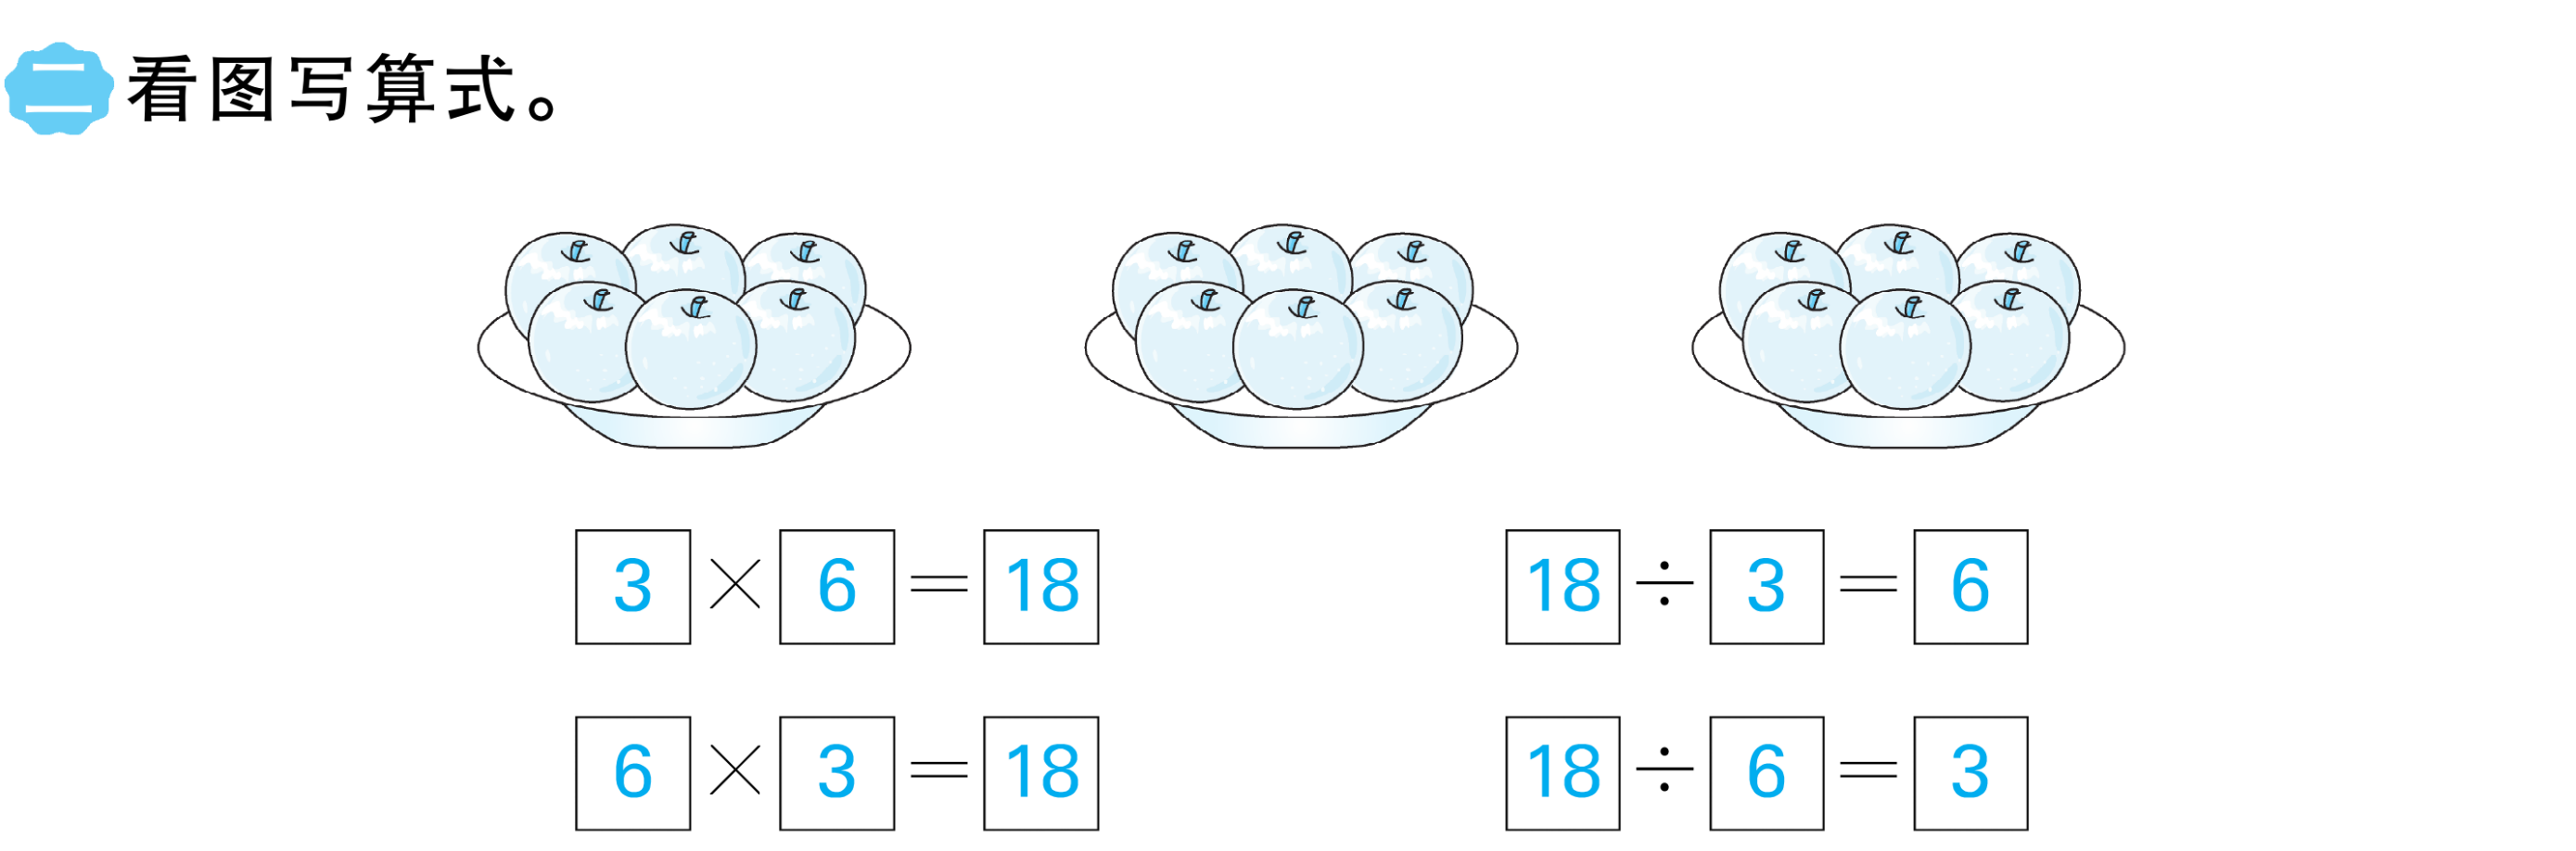 二 看图写算式。
3 × 6 = 18 18 ÷ 3 = 6
6 × 3 = 18 18 ÷ 6 = 3